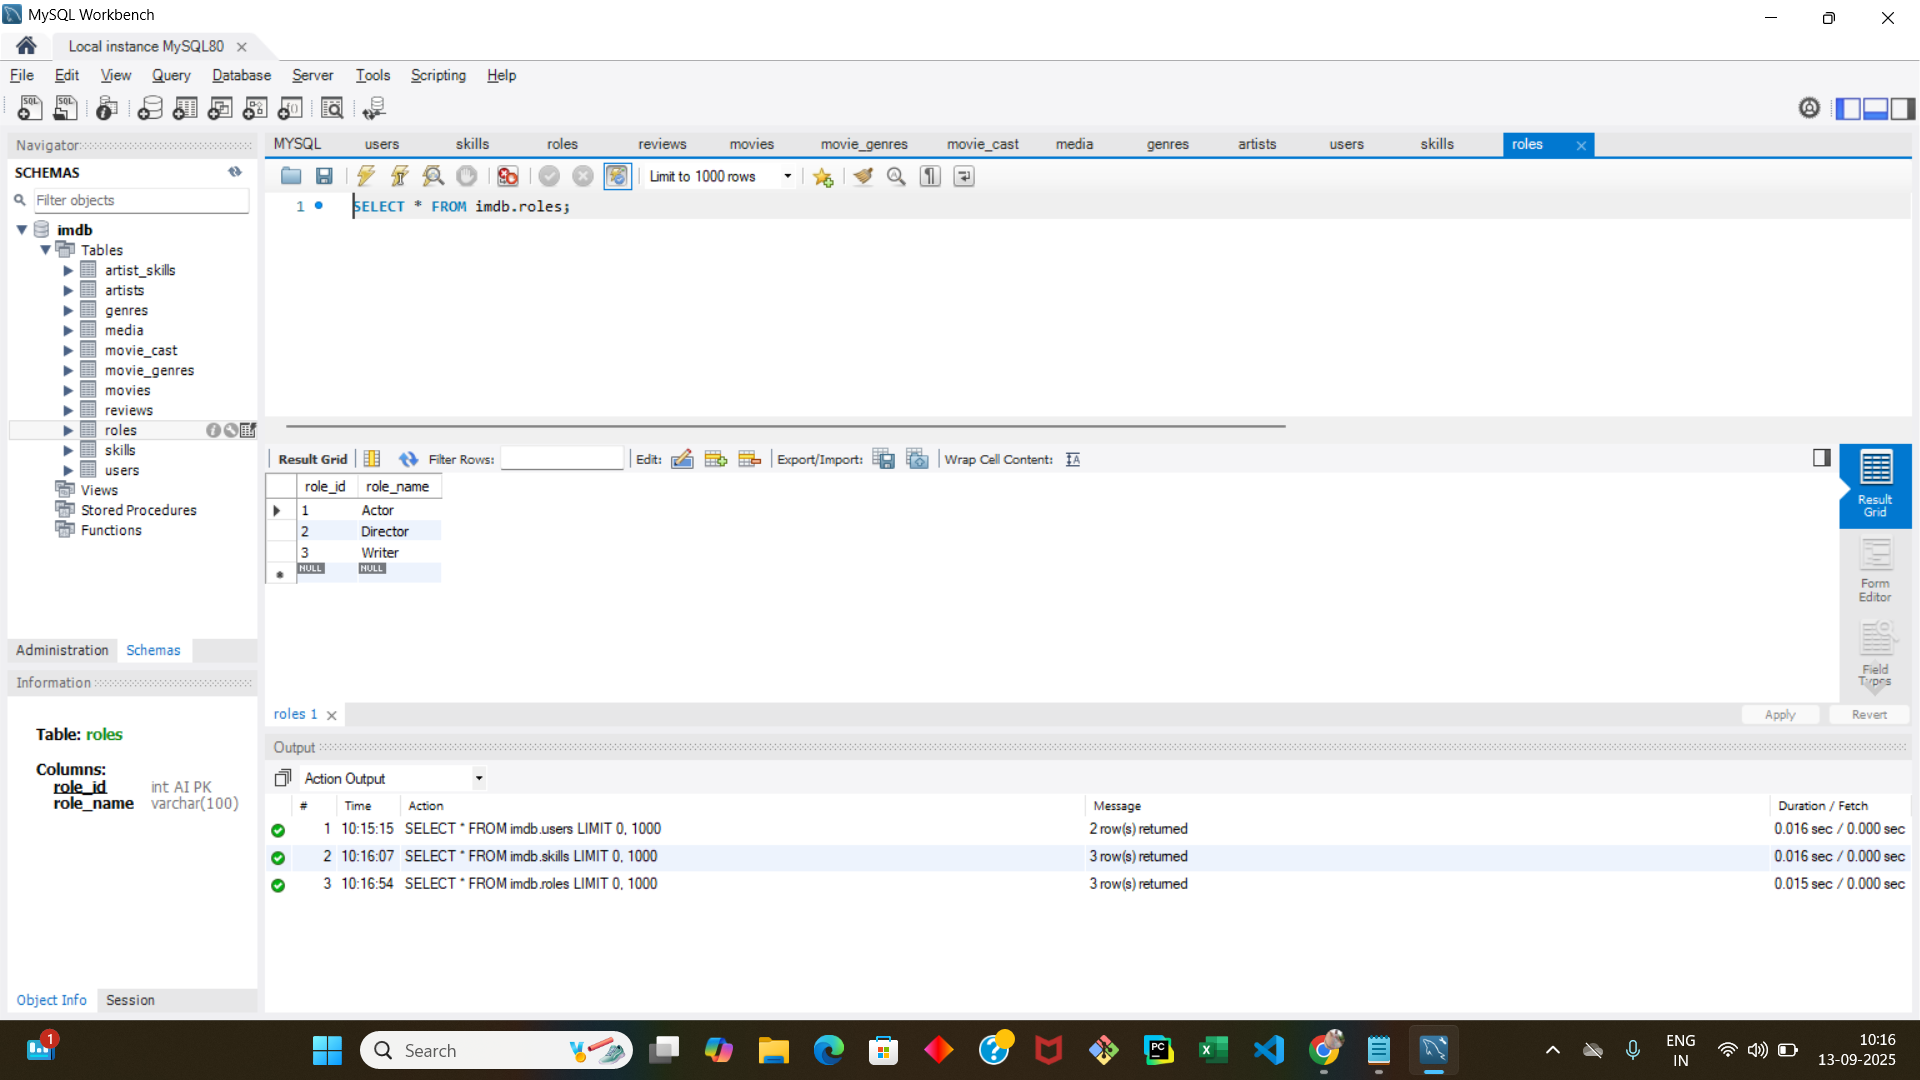 MySQL Workbench
Local instance MySQL80
File Edit View Query Database Server Tools Scripting Help
Navigator
SCHEMAS
Filter objects
imdb
Tables
artist_skills
artists
genres
media
movie_cast
movie_genres
movies
reviews
roles
skills
users
Views
Stored Procedures
Functions
Administration Schemas
Information
Table: roles
Columns:
role_id int AI PK
role_name varchar(100)
Object Info Session
MYSQL users skills roles reviews movies movie_genres movie_cast media genres artists users skills roles
Limit to 1000 rows
1 SELECT * FROM imdb.roles;
Result Grid Filter Rows: Edit: Export/Import: Wrap Cell Content:
role_id role_name
1 Actor
2 Director
3 Writer
NULL NULL
Result
Grid
Form
Editor
Field
Types
roles 1
Apply Revert
Output
Action Output
# Time Action Message Duration / Fetch
1 10:15:15 SELECT * FROM imdb.users LIMIT 0, 1000 2 row(s) returned 0.016 sec / 0.000 sec
2 10:16:07 SELECT * FROM imdb.skills LIMIT 0, 1000 3 row(s) returned 0.016 sec / 0.000 sec
3 10:16:54 SELECT * FROM imdb.roles LIMIT 0, 1000 3 row(s) returned 0.015 sec / 0.000 sec
1
Search
PC
ENG
IN
10:16
13-09-2025